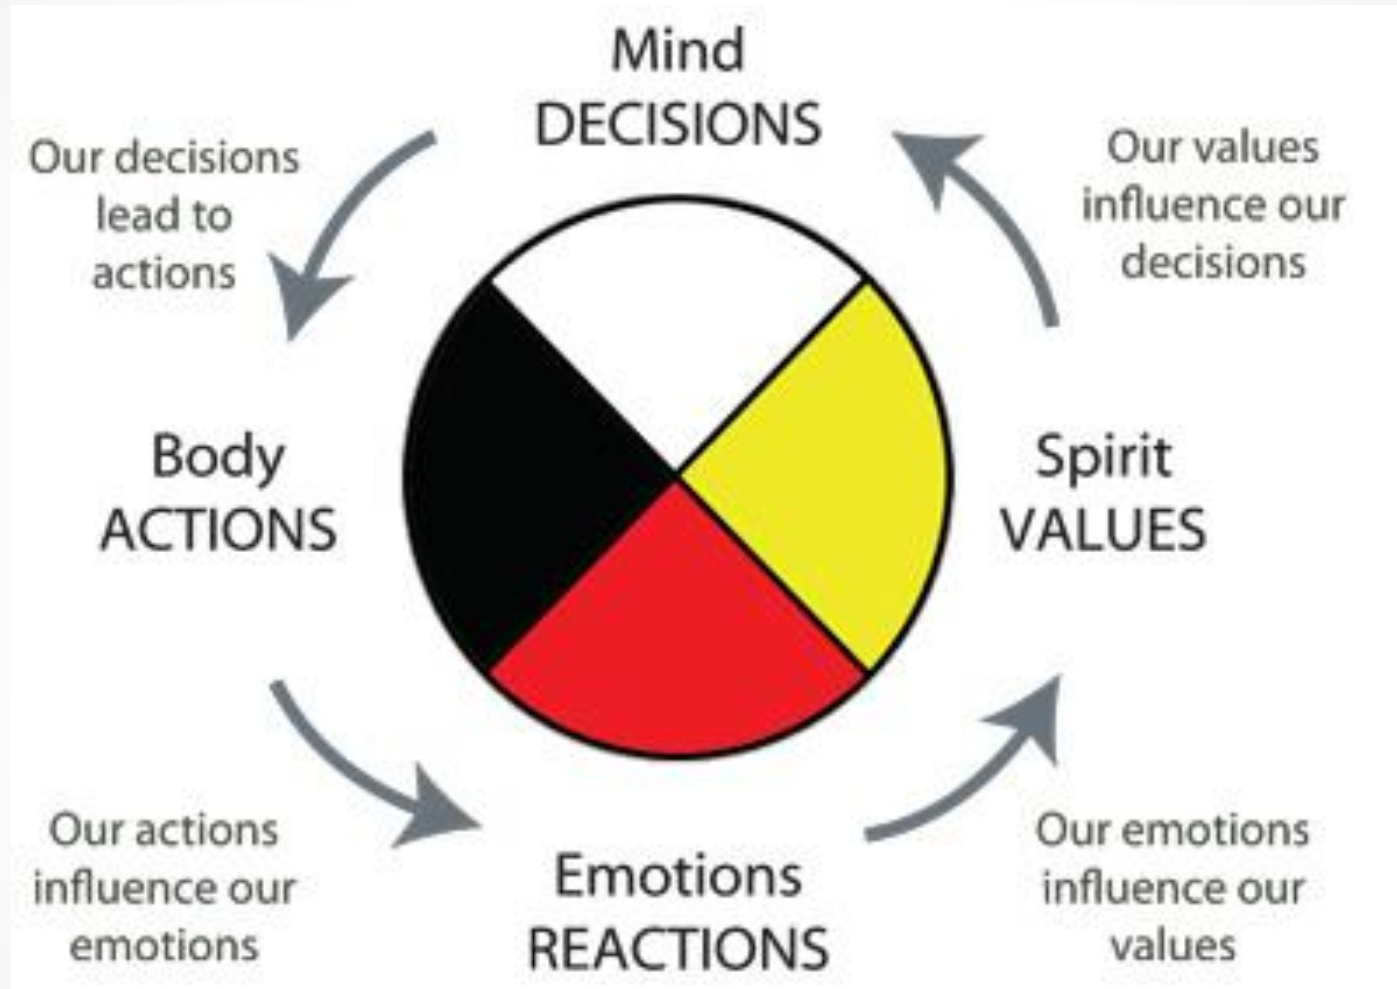 Mind
DECISIONS
Our decisions
lead to
actions
Our values
influence our
decisions
Body
ACTIONS
Spirit
VALUES
Our actions
influence our
emotions
Emotions
REACTIONS
Our emotions
influence our
values